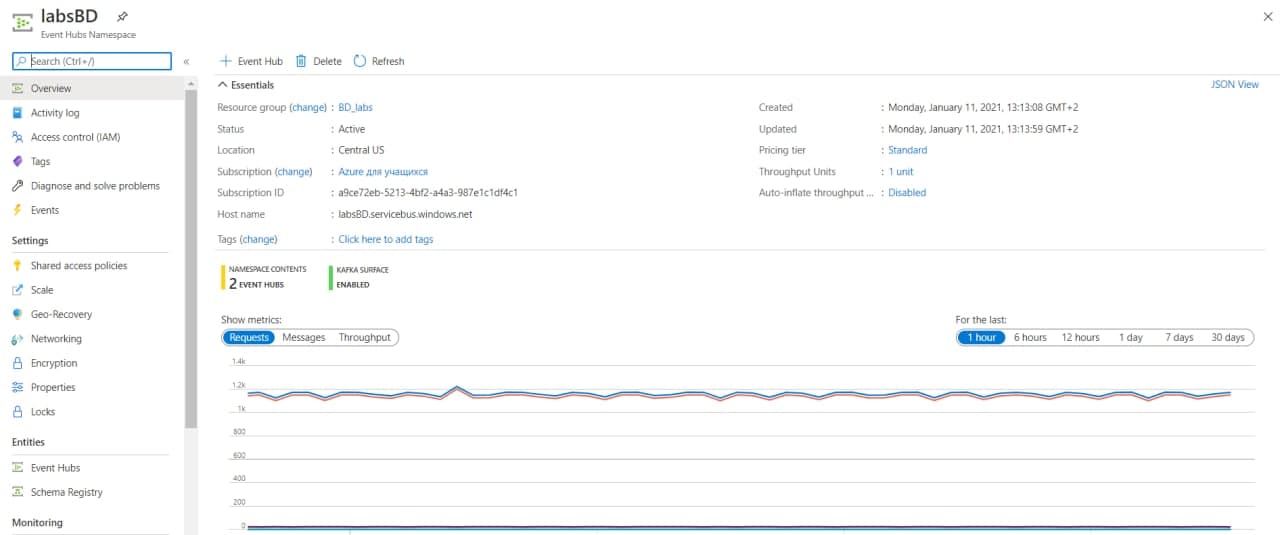 labsBD
Event Hubs Namespace
Search (Ctrl+/)
«
Overview
Activity log
Access control (IAM)
Tags
Diagnose and solve problems
Events
Settings
Shared access policies
Scale
Geo-Recovery
Networking
Encryption
Properties
Locks
Entities
Event Hubs
Schema Registry
Monitoring
Event Hub Delete Refresh
Essentials JSON View
Resource group (change) : BD_labs
Status : Active
Location : Central US
Subscription (change) : Azure для учащихся
Subscription ID : a9ce72eb-5213-4bf2-a4a3-987e1c1df4c1
Host name : labsBD.servicebus.windows.net
Tags (change) : Click here to add tags
Created : Monday, January 11, 2021, 13:13:08 GMT+2
Updated : Monday, January 11, 2021, 13:13:59 GMT+2
Pricing tier : Standard
Throughput Units : 1 unit
Auto-inflate throughput ... : Disabled
NAMESPACE CONTENTS
2 EVENT HUBS
KAFKA SURFACE
ENABLED
Show metrics:
Requests Messages Throughput
For the last:
1 hour 6 hours 12 hours 1 day 7 days 30 days
1.4k
1.2k
1k
800
600
400
200
0